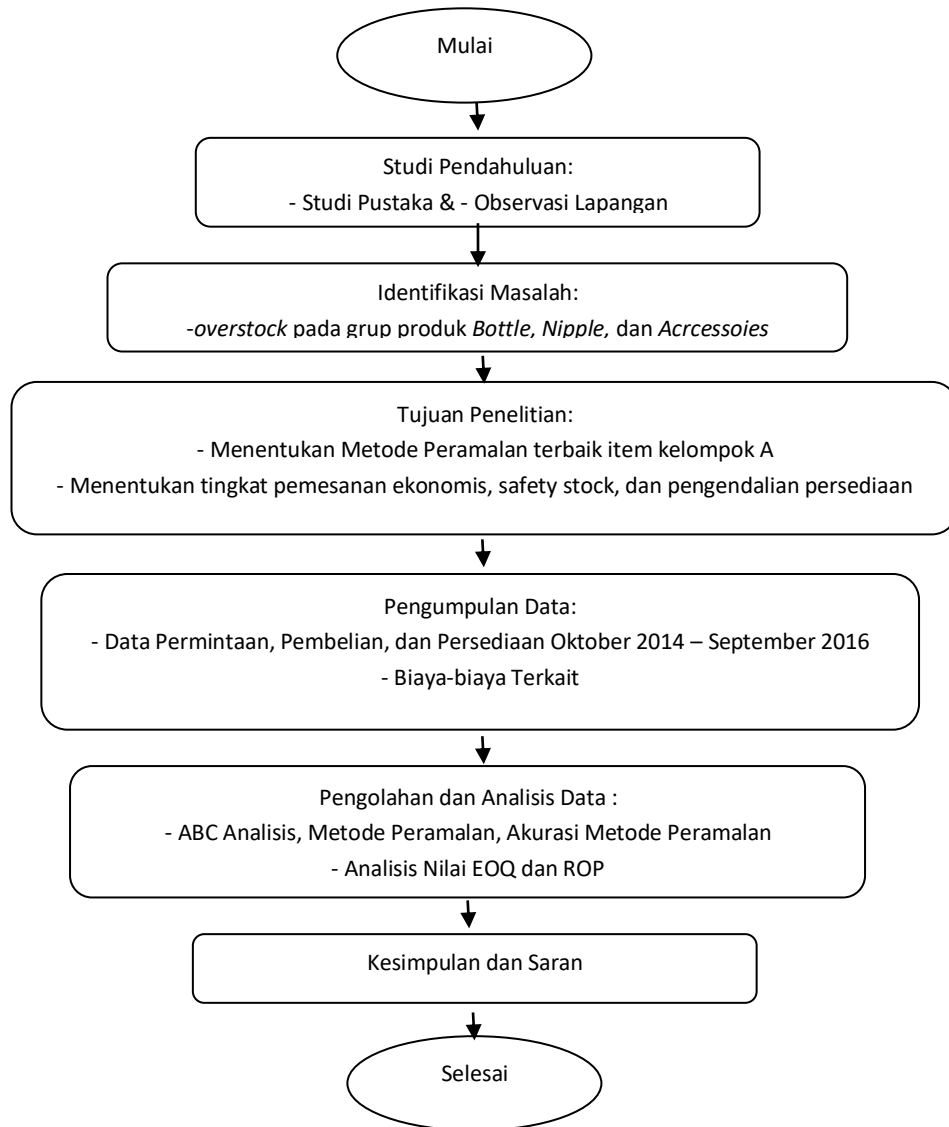 Mulai
Studi Pendahuluan:
- Studi Pustaka & - Observasi Lapangan
Identifikasi Masalah:
-overstock pada grup produk Bottle, Nipple, dan Acrcessoies
Tujuan Penelitian:
- Menentukan Metode Peramalan terbaik item kelompok A
- Menentukan tingkat pemesanan ekonomis, safety stock, dan pengendalian persediaan
Pengumpulan Data:
- Data Permintaan, Pembelian, dan Persediaan Oktober 2014 – September 2016
- Biaya-biaya Terkait
Pengolahan dan Analisis Data :
- ABC Analisis, Metode Peramalan, Akurasi Metode Peramalan
- Analisis Nilai EOQ dan ROP
Kesimpulan dan Saran
Selesai